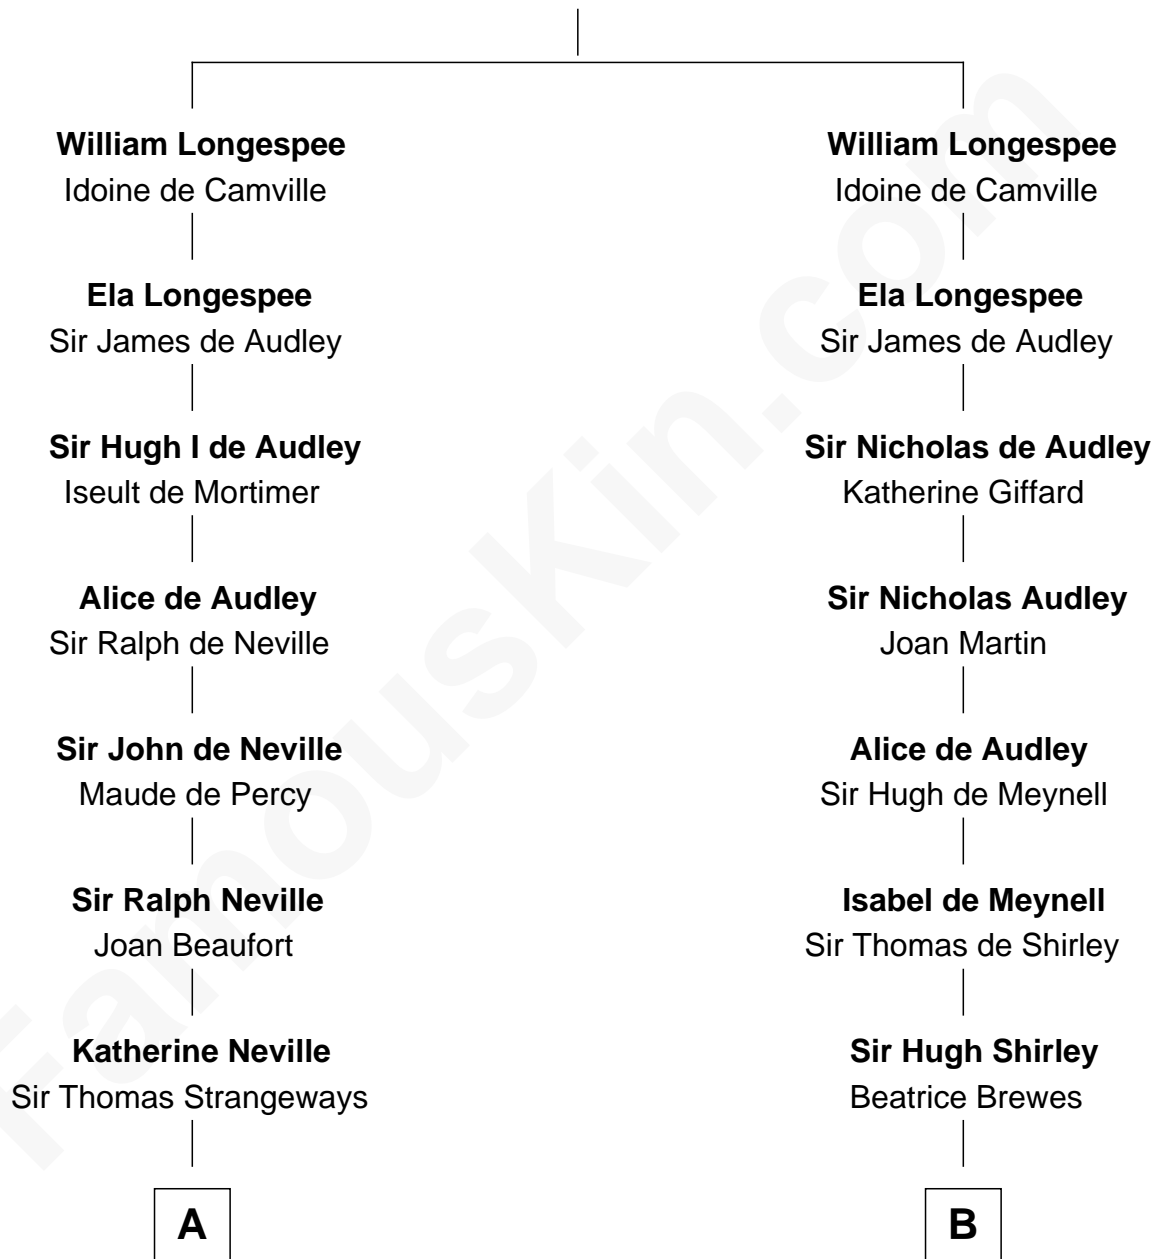 William Longespee
Idoine de Camville
Ela Longespee
Sir James de Audley
Sir Hugh I de Audley
Iseult de Mortimer
Alice de Audley
Sir Ralph de Neville
Sir John de Neville
Maude de Percy
Sir Ralph Neville
Joan Beaufort
Katherine Neville
Sir Thomas Strangeways
A
William Longespee
Idoine de Camville
Ela Longespee
Sir James de Audley
Sir Nicholas de Audley
Katherine Giffard
Sir Nicholas Audley
Joan Martin
Alice de Audley
Sir Hugh de Meynell
Isabel de Meynell
Sir Thomas de Shirley
Sir Hugh Shirley
Beatrice Brewes
B
FamousKin.com